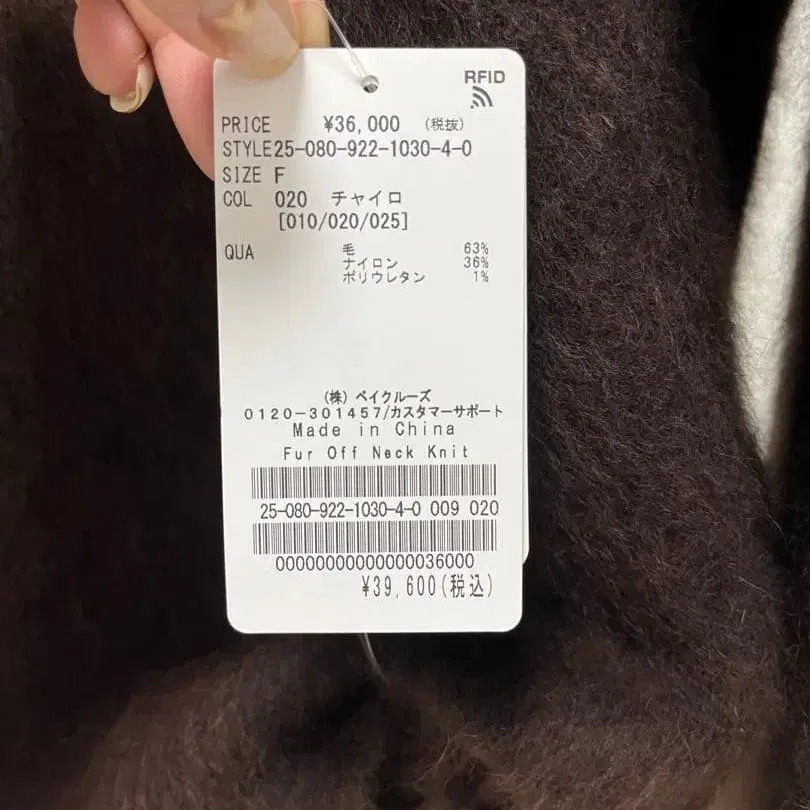 RFID
PRICE ¥36,000 (税抜)
STYLE25-080-922-1030-4-0
SIZE F
COL 020 チャイロ
[010/020/025]
QUA 毛 63%
ナイロン 36%
ポリウレタン 1%
(株) ベイクルーズ
0120-301457/カスタマーサポート
Made in China
Fur Off Neck Knit
25-080-922-1030-4-0 009 020
00000000000000036000
¥39,600(税込)